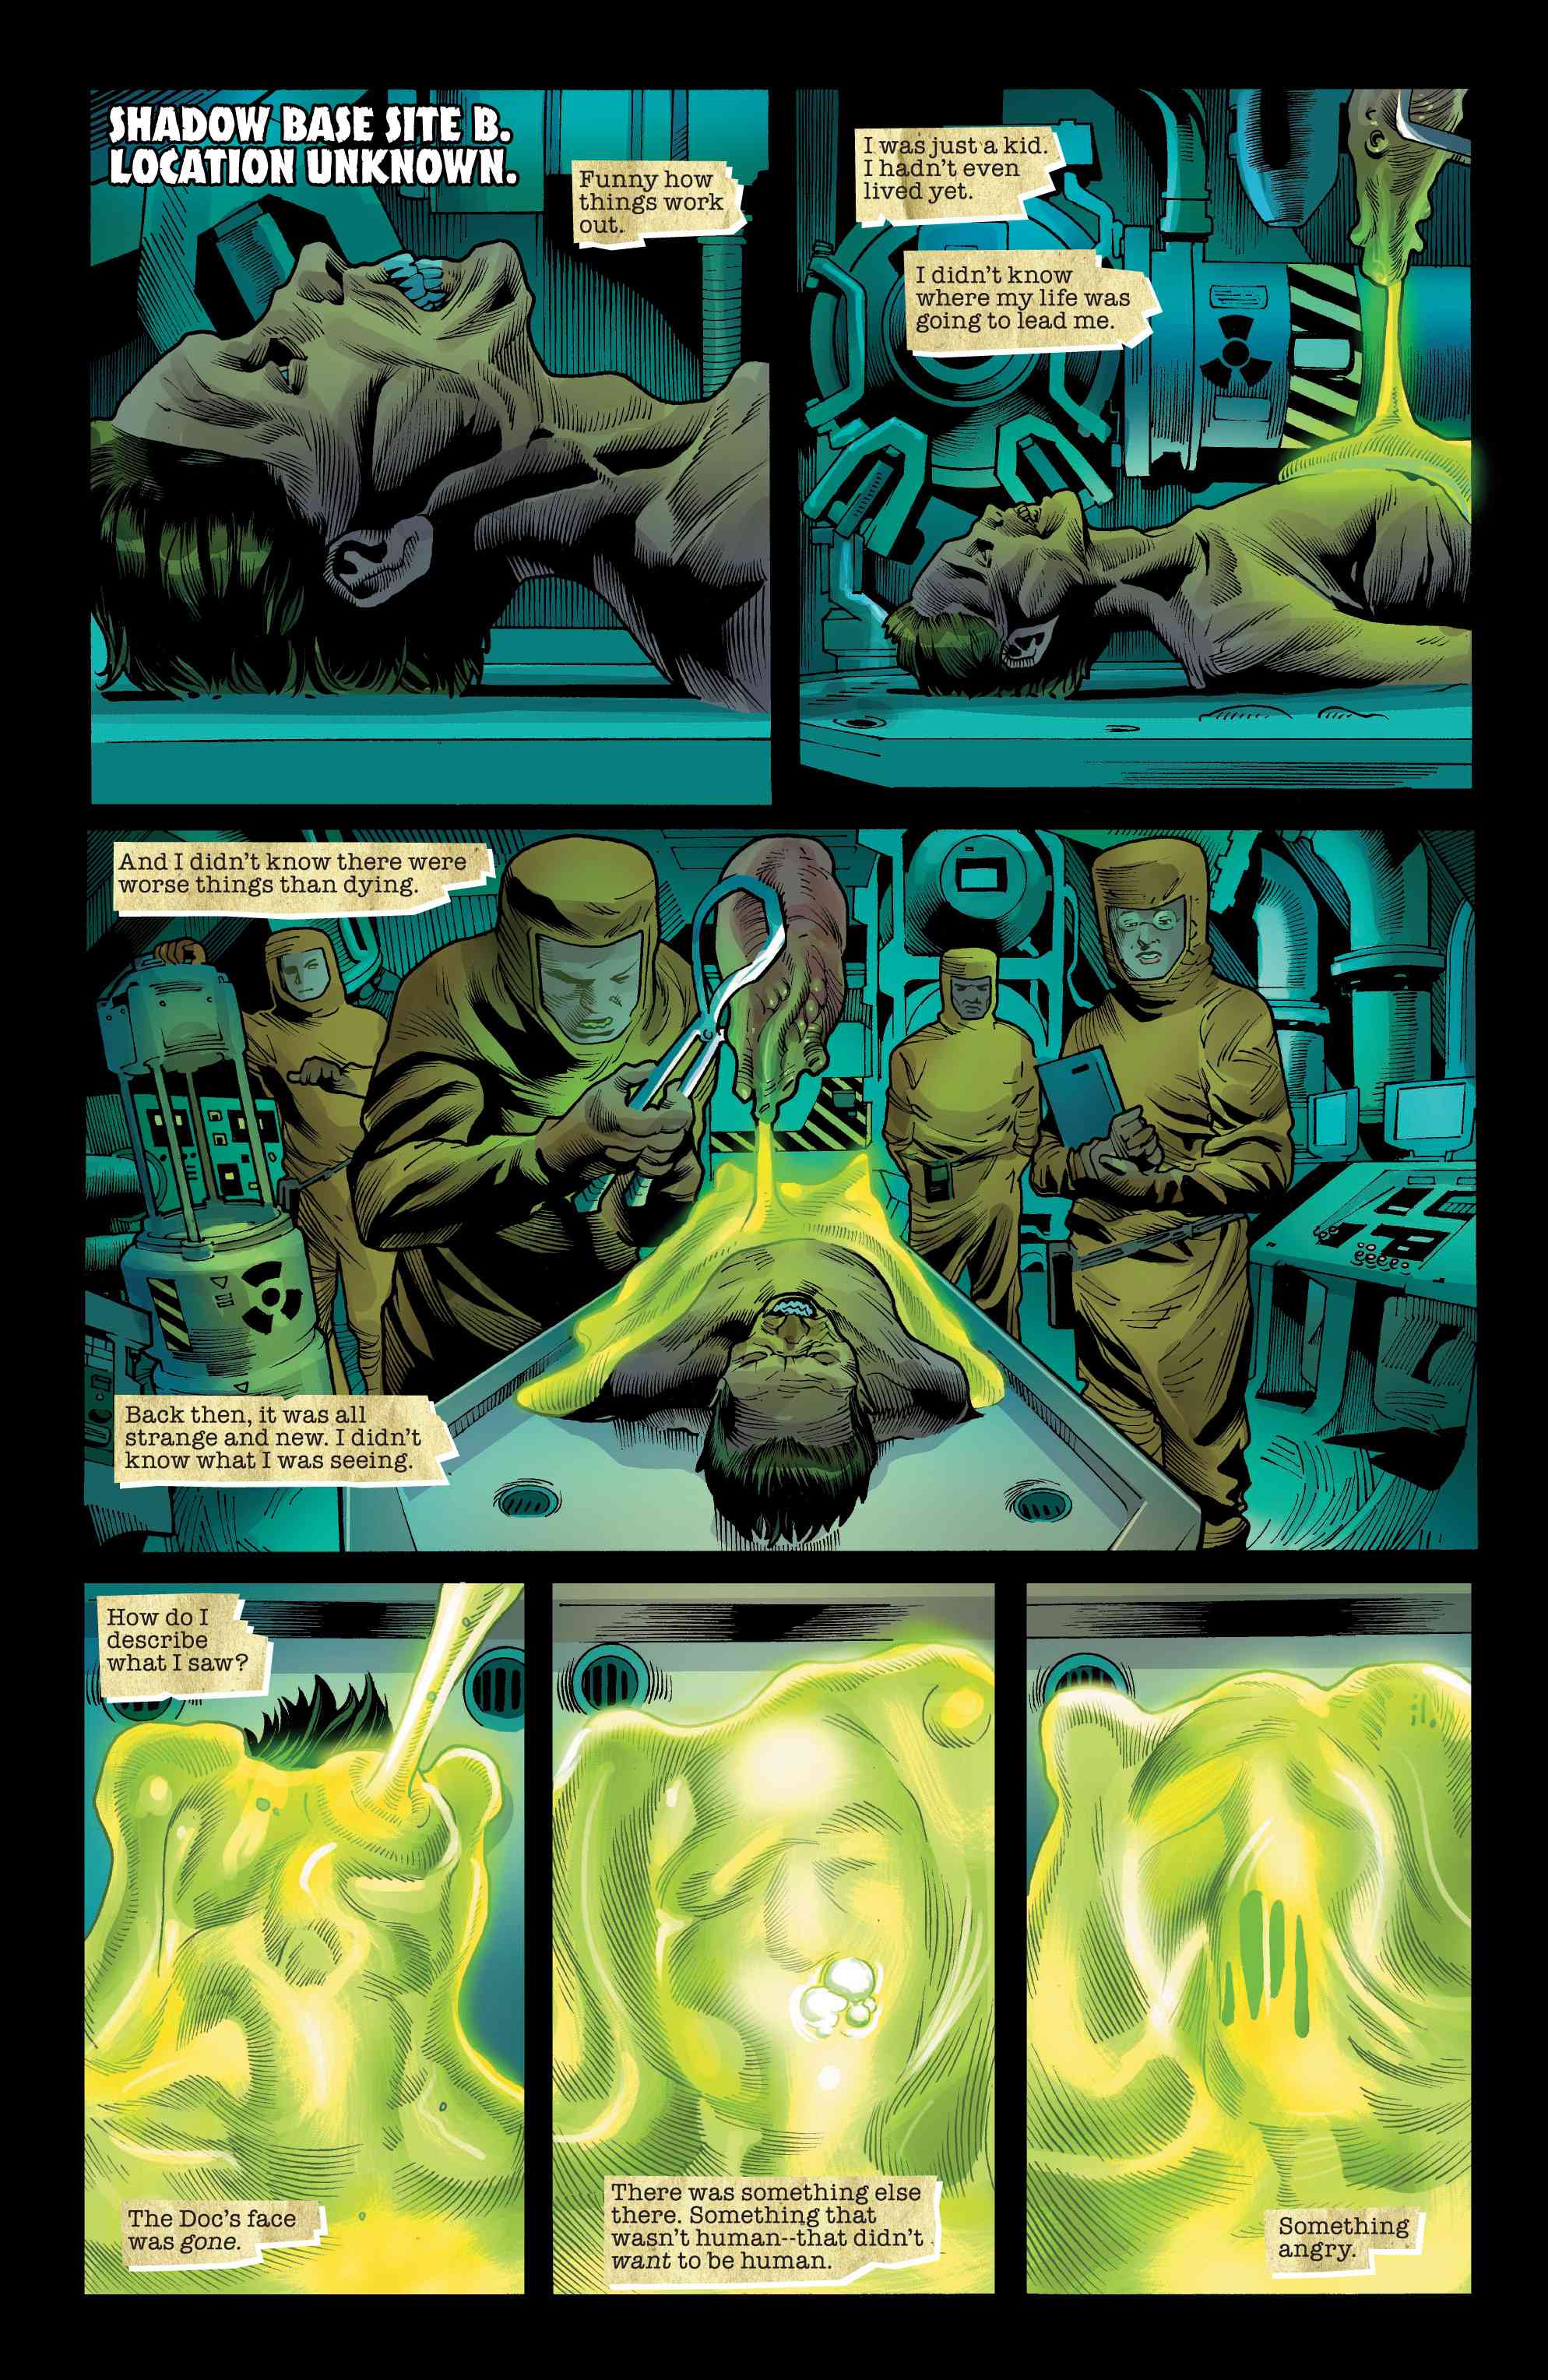 SHADOW BASE SITE B.
LOCATION UNKNOWN.
Funny how
things work
out.
I was just a kid.
I hadn't even
lived yet.
I didn't know
where my life was
going to lead me.
And I didn't know there were
worse things than dying.
Back then, it was all
strange and new. I didn't
know what I was seeing.
How do I
describe
what I saw?
The Doc's face
was gone.
There was something else
there. Something that
wasn't human--that didn't
want to be human.
Something
angry.